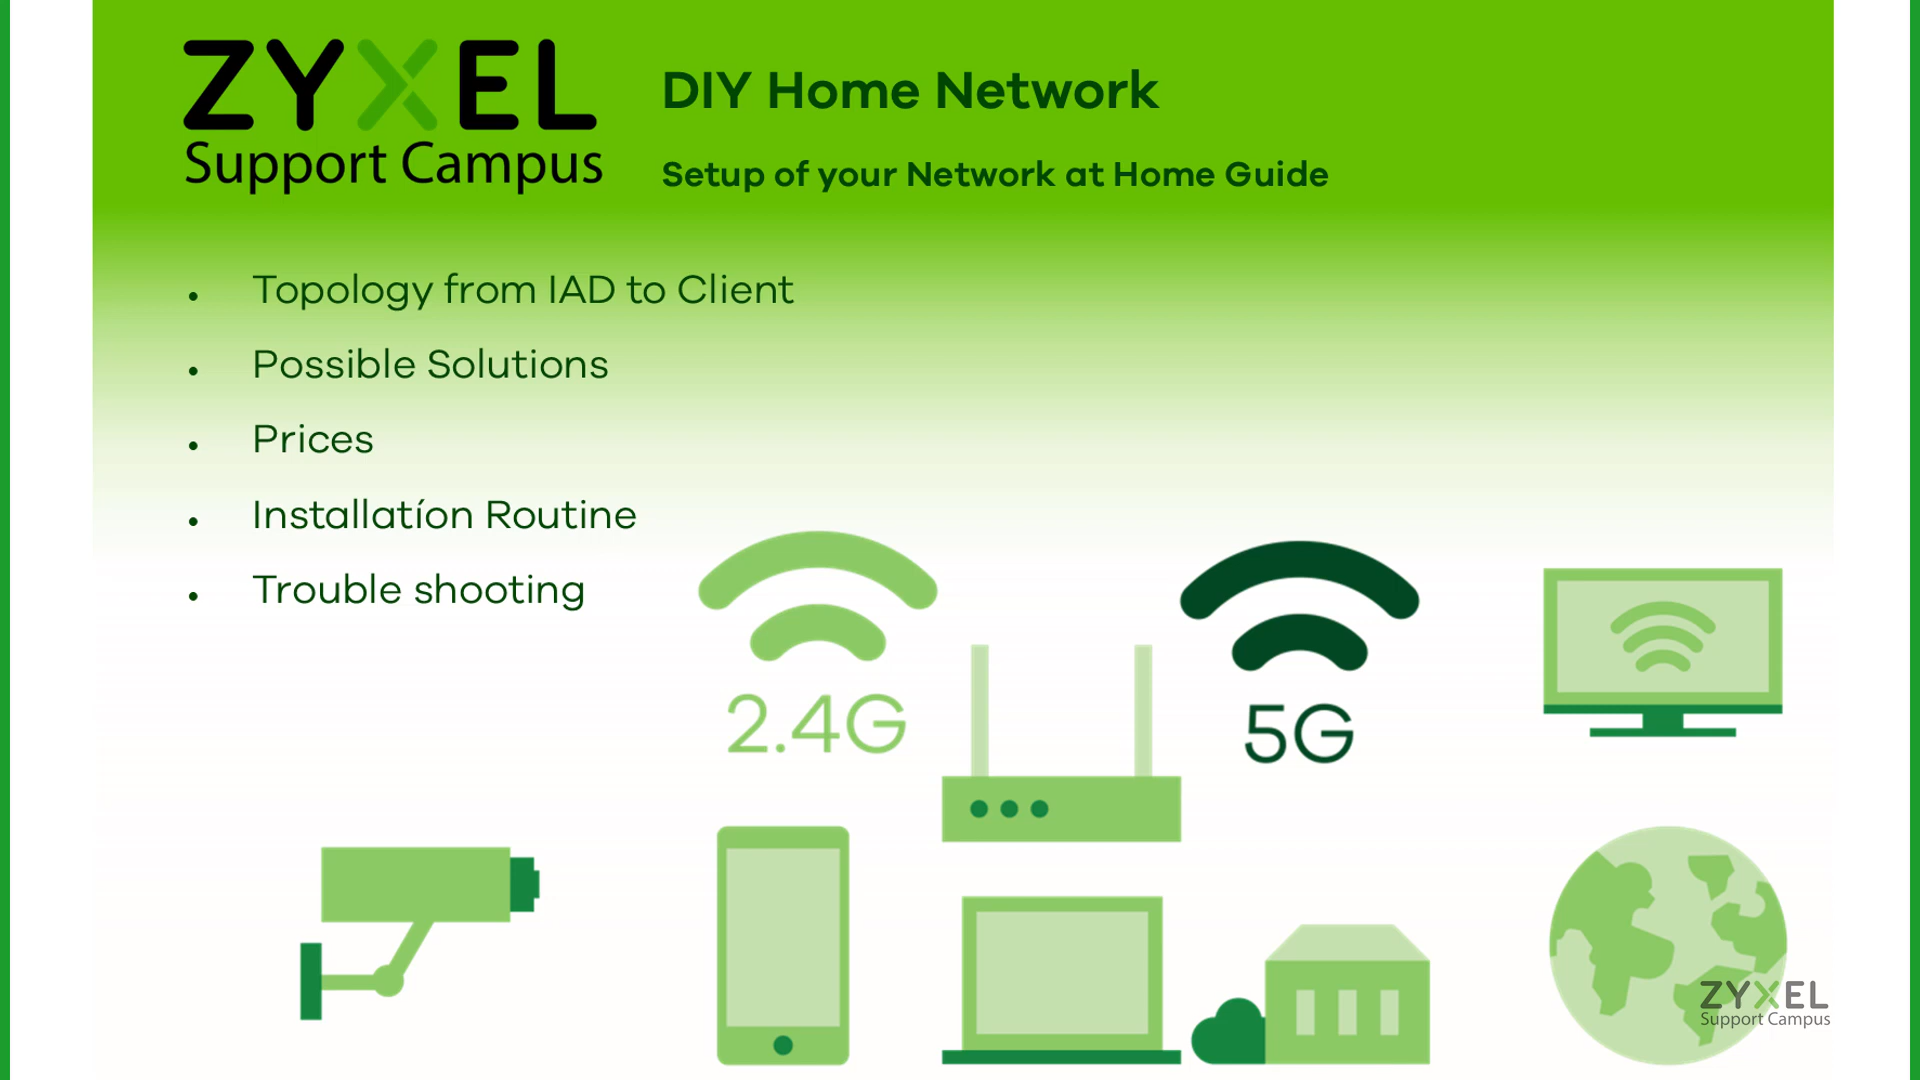 ZYXEL
Support Campus
DIY Home Network
Setup of your Network at Home Guide
• Topology from IAD to Client
• Possible Solutions
• Prices
• Installatíon Routine
• Trouble shooting
2.4G
5G
ZYXEL
Support Campus